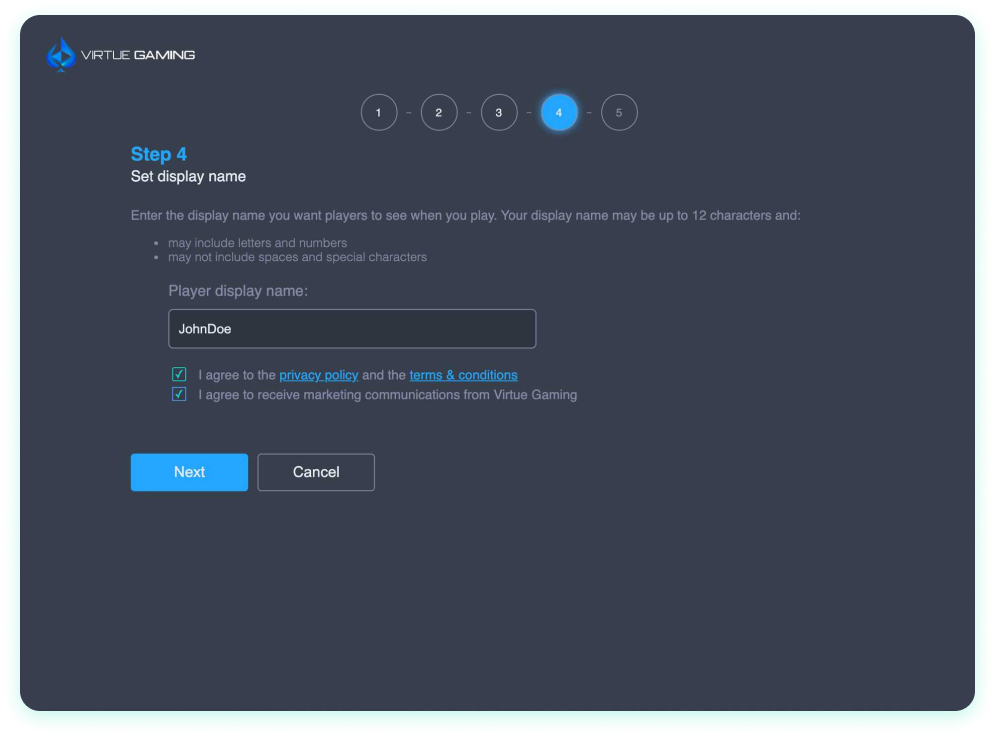 VIRTUE GAMING
1 - 2 - 3 - 4 - 5
Step 4
Set display name
Enter the display name you want players to see when you play. Your display name may be up to 12 characters and:
• may include letters and numbers
• may not include spaces and special characters
Player display name:
JohnDoe
I agree to the privacy policy and the terms & conditions
I agree to receive marketing communications from Virtue Gaming
Next Cancel